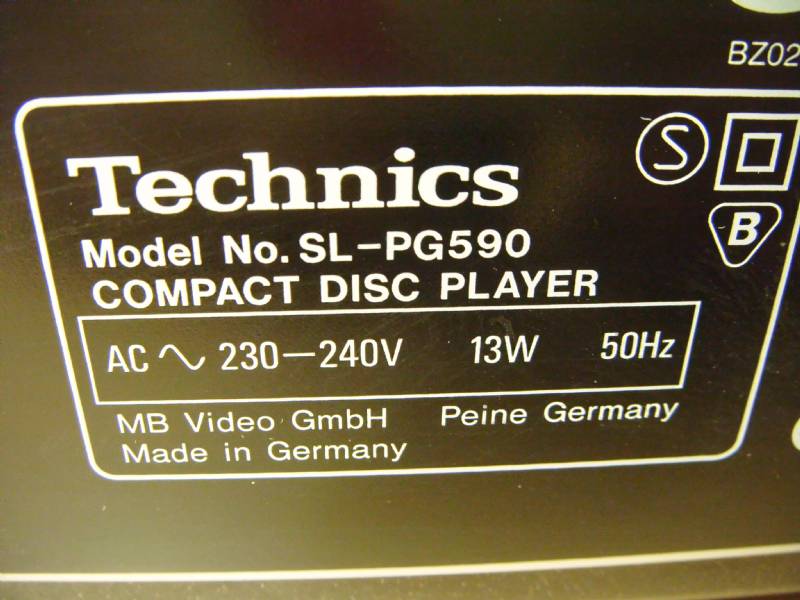 BZ02
S
Technics
B
Model No. SL-PG590
COMPACT DISC PLAYER
AC 230-240V 13W 50Hz
MB Video GmbH Peine Germany
Made in Germany